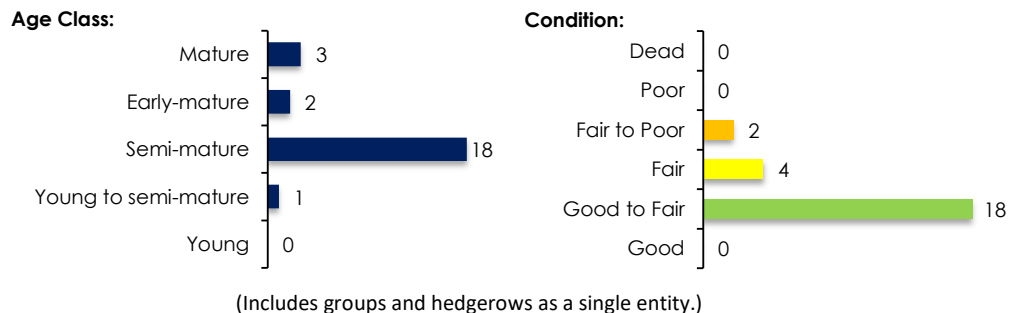 Age Class:
Mature 3
Early-mature 2
Semi-mature 18
Young to semi-mature 1
Young 0
Condition:
Dead 0
Poor 0
Fair to Poor 2
Fair 4
Good to Fair 18
Good 0
(Includes groups and hedgerows as a single entity.)